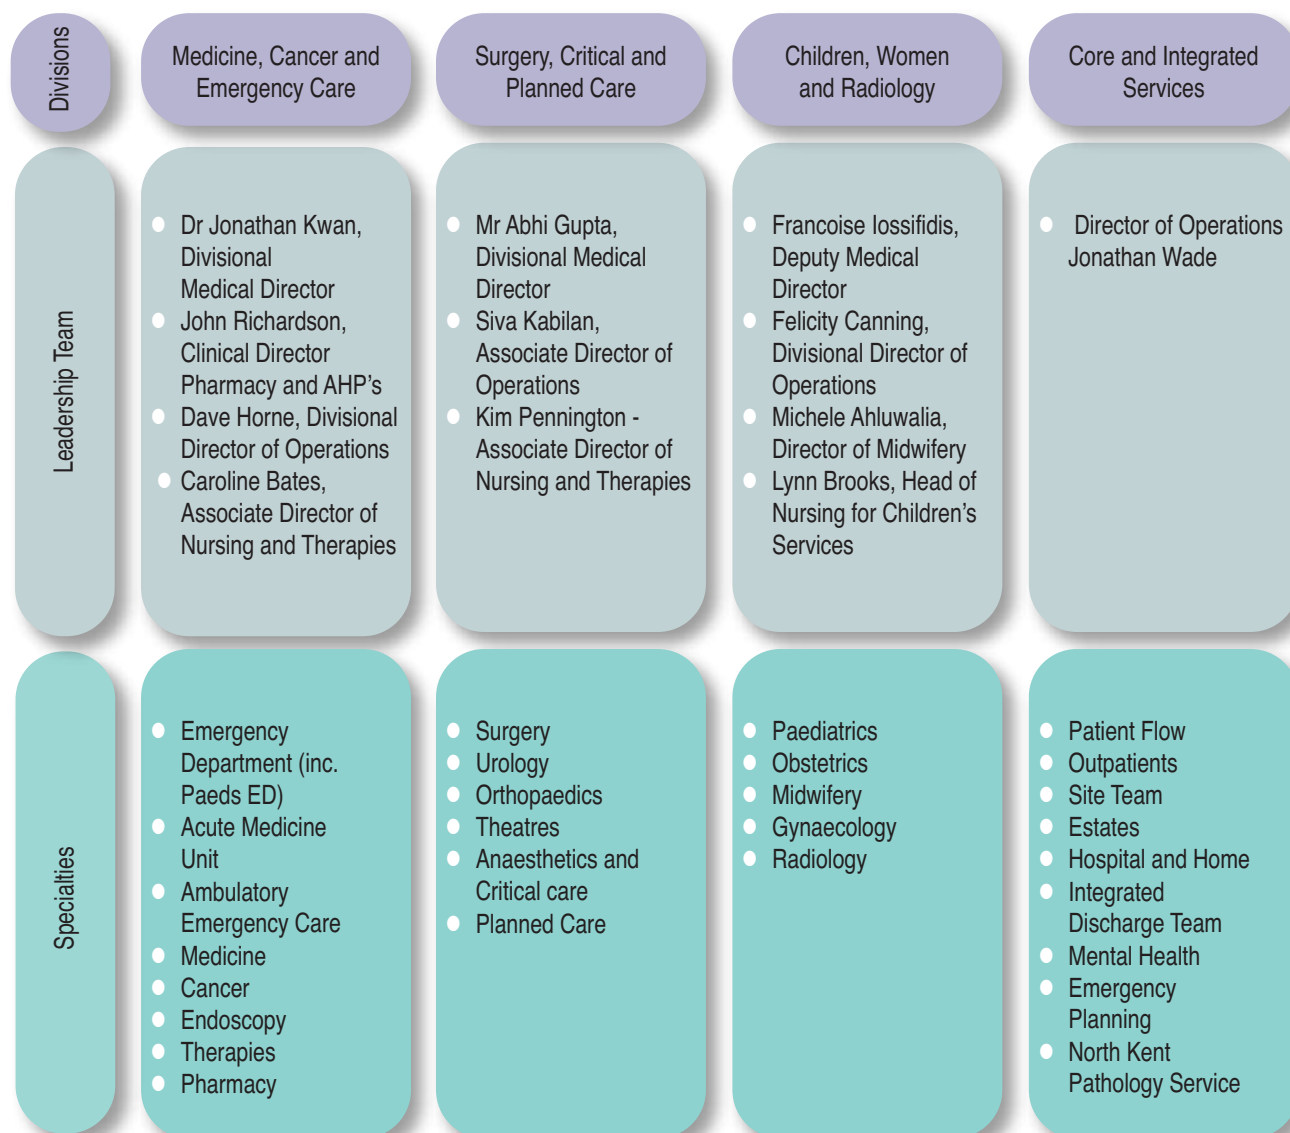 Divisions
Medicine, Cancer and
Emergency Care
Surgery, Critical and
Planned Care
Children, Women
and Radiology
Core and Integrated
Services
Leadership Team
Dr Jonathan Kwan,
Divisional
Medical Director
John Richardson,
Clinical Director
Pharmacy and AHP's
Dave Horne, Divisional
Director of Operations
Caroline Bates,
Associate Director of
Nursing and Therapies
Mr Abhi Gupta,
Divisional Medical
Director
Siva Kabilan,
Associate Director of
Operations
Kim Pennington -
Associate Director of
Nursing and Therapies
Francoise Iossifidis,
Deputy Medical
Director
Felicity Canning,
Divisional Director of
Operations
Michele Ahluwalia,
Director of Midwifery
Lynn Brooks, Head of
Nursing for Children's
Services
Director of Operations
Jonathan Wade
Specialties
Emergency
Department (inc.
Paeds ED)
Acute Medicine
Unit
Ambulatory
Emergency Care
Medicine
Cancer
Endoscopy
Therapies
Pharmacy
Surgery
Urology
Orthopaedics
Theatres
Anaesthetics and
Critical care
Planned Care
Paediatrics
Obstetrics
Midwifery
Gynaecology
Radiology
Patient Flow
Outpatients
Site Team
Estates
Hospital and Home
Integrated
Discharge Team
Mental Health
Emergency
Planning
North Kent
Pathology Service